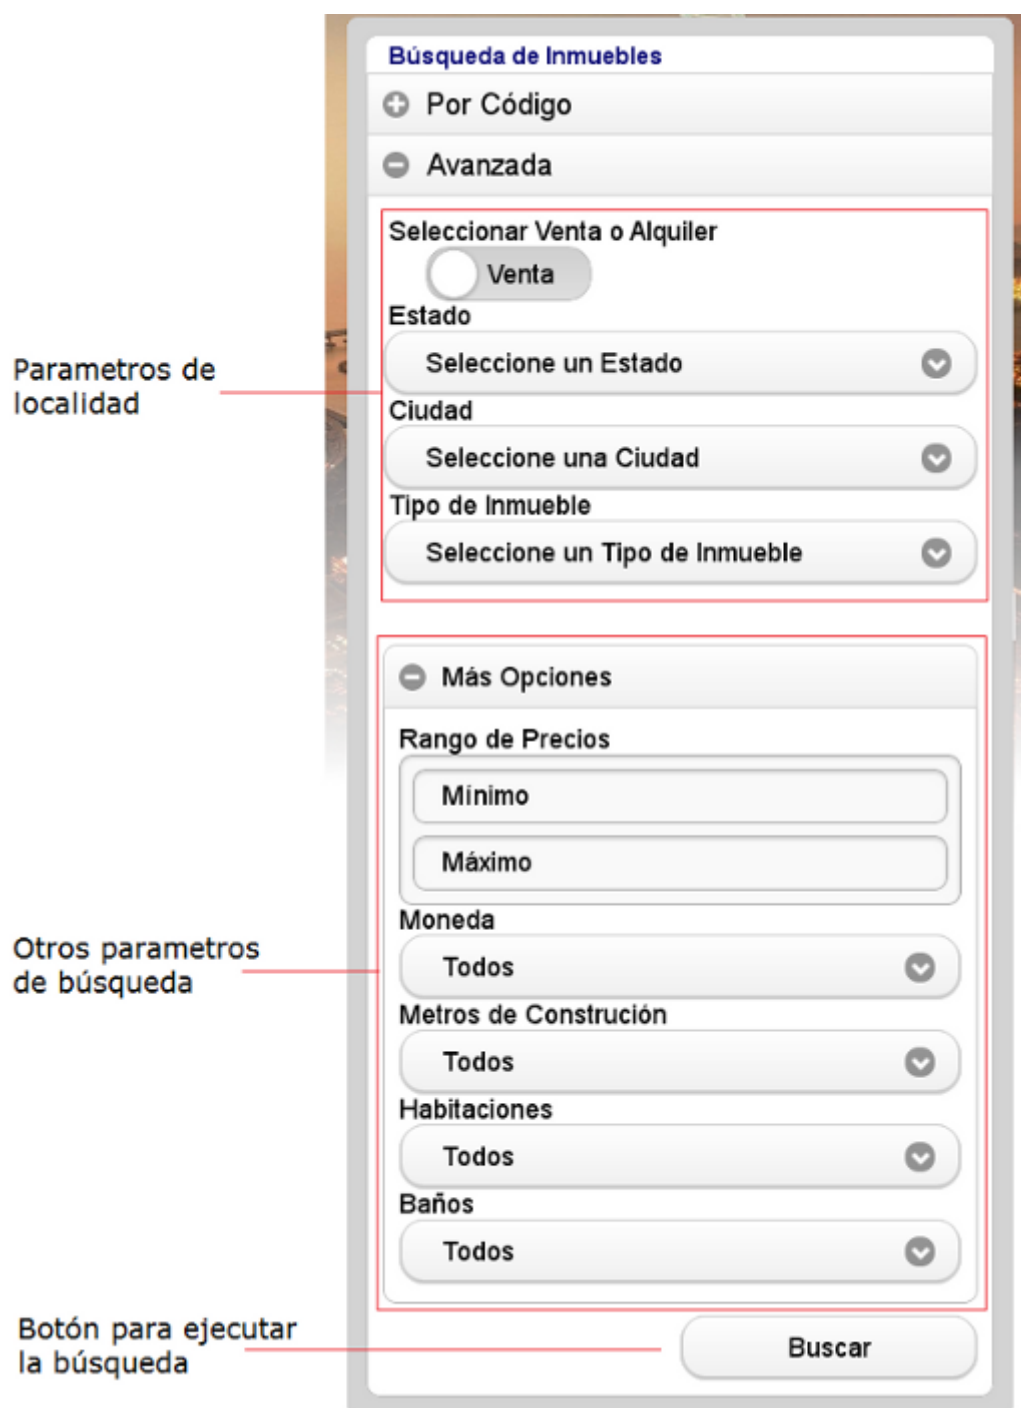 Búsqueda de Inmuebles
Por Código
Avanzada
Seleccionar Venta o Alquiler
Venta
Estado
Seleccione un Estado
Parametros de
localidad
Ciudad
Seleccione una Ciudad
Tipo de Inmueble
Seleccione un Tipo de Inmueble
Más Opciones
Rango de Precios
Mínimo
Máximo
Moneda
Otros parametros
de búsqueda
Todos
Metros de Construción
Todos
Habitaciones
Todos
Baños
Todos
Botón para ejecutar
la búsqueda
Buscar